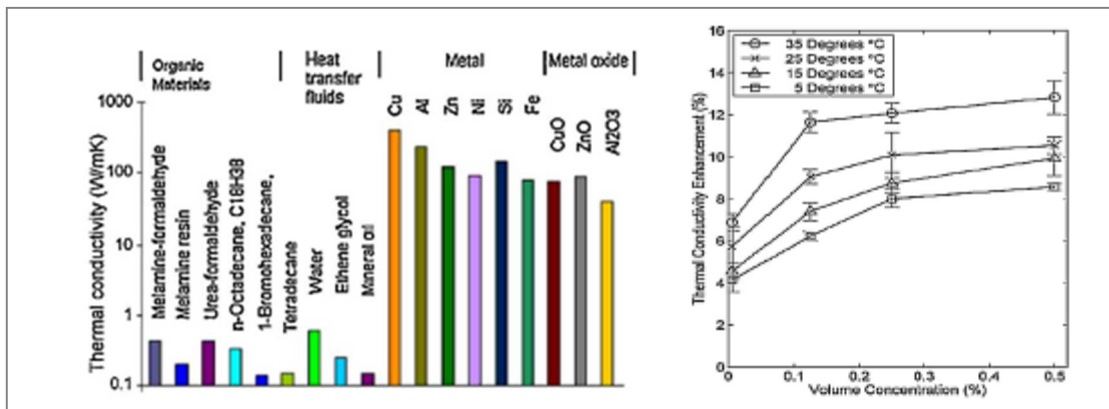 Organic
Materials
Heat
transfer
fluids
Metal
Metal oxide
Thermal conductivity (W/mK)
1000
100
10
1
0.1
Melamine-formaldehyde
Melamine resin
Urea-formaldehyde
n-Octadecane, C18H38
1-Bromohexadecane,
Tetradecane
Water
Ethene glycol
Mineral oil
Cu
Al
Zn
Ni
Si
Fe
CuO
ZnO
Al2O3
35 Degrees °C
25 Degrees °C
15 Degrees °C
5 Degrees °C
Thermal Conductivity Enhancement (%)
16
14
12
10
8
6
4
2
0
0
0.1
0.2
0.3
0.4
0.5
Volume Concentration (%)